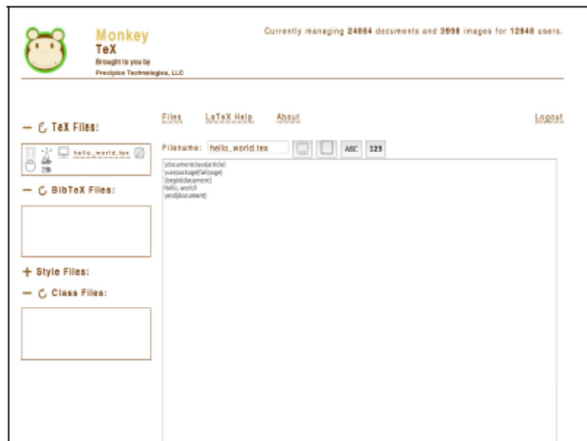 Monkey
TeX
Brought to you by
Precipice Technologies, LLC
Currently managing 24664 documents and 3998 images for 12848 users.
Files LaTeX Help About Logout
− TeX Files:
hello_world.tex
− BibTeX Files:
+ Style Files:
− Class Files:
Filename: hello_world.tex ABC 123
\documentclass{article}
\usepackage{fullpage}
\begin{document}
Hello, world!
\end{document}